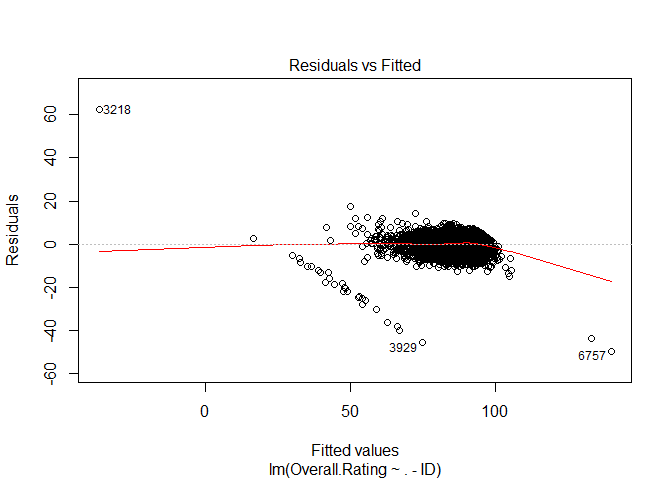 Residuals vs Fitted
Residuals
60
40
20
0
-20
-40
-60
3218
3929
6757
0 50 100
Fitted values
lm(Overall.Rating ~ . - ID)